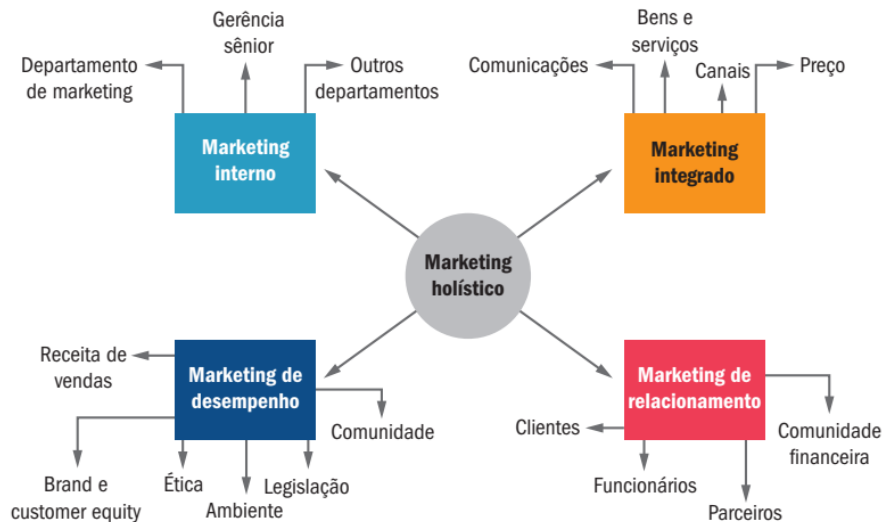 Gerência
sênior
Departamento
de marketing
Outros
departamentos
Marketing
interno
Bens e
serviços
Comunicações
Canais
Preço
Marketing
integrado
Marketing
holístico
Receita de
vendas
Marketing de
desempenho
Comunidade
Brand e
customer equity
Ética
Ambiente
Legislação
Marketing de
relacionamento
Clientes
Funcionários
Parceiros
Comunidade
financeira